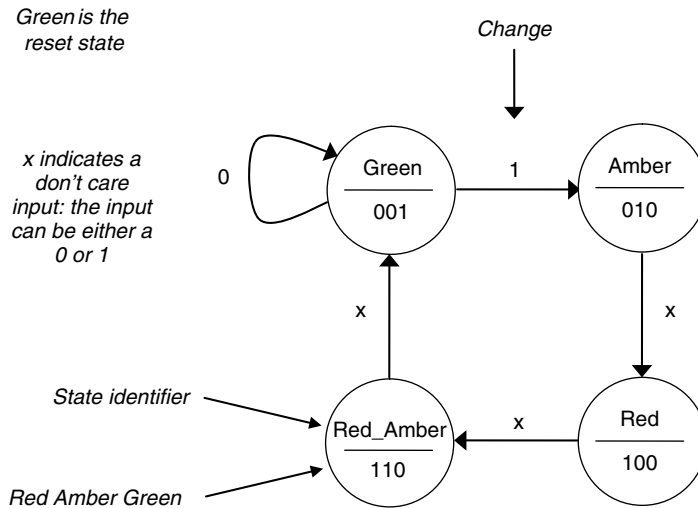 Green is the
reset state
Change
x indicates a
don't care
input: the input
can be either a
0 or 1
0
Green
001
1
Amber
010
x
x
State identifier
Red_Amber
110
x
Red
100
Red Amber Green